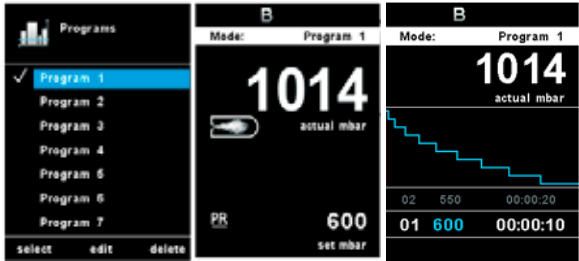 Programs
Program 1
Program 2
Program 3
Program 4
Program 5
Program 6
Program 7
select edit delete
B
Mode: Program 1
1014
actual mbar
PR 600
set mbar
B
Mode: Program 1
1014
actual mbar
02 550 00:00:20
01 600 00:00:10